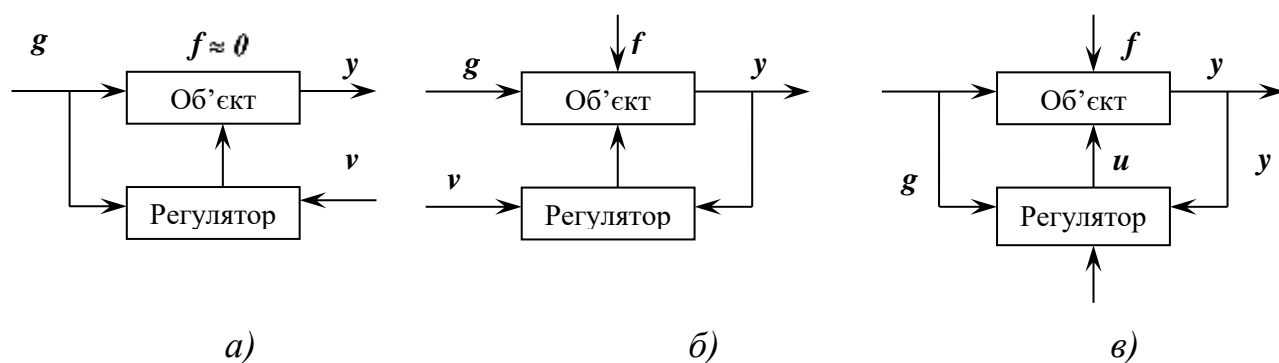 g f ≈ 0 y
Об’єкт
v
Регулятор
а)
f
g y
Об’єкт
v
Регулятор
б)
f y
Об’єкт
g u y
Регулятор
в)